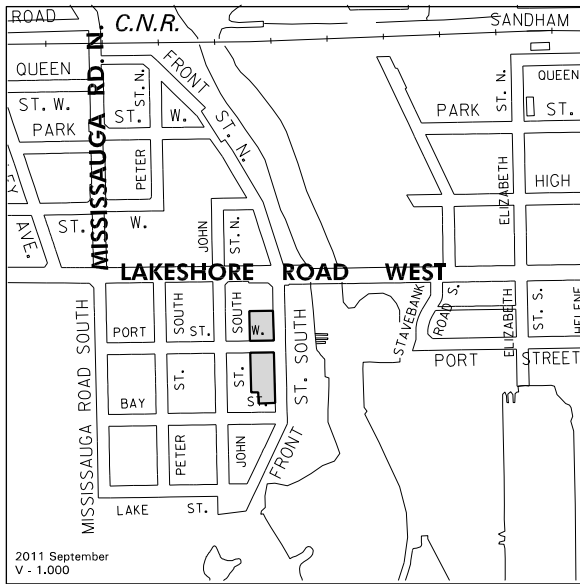 ROAD
C.N.R.
SANDHAM
MISSISSAUGA RD. N.
QUEEN
ST. W.
PARK
ST. N.
ST.
W.
FRONT
ST. N.
PETER
PARK
ST. N.
QUEEN
ST.
ELIZABETH
HIGH
AVE.
ST.
W.
JOHN
ST. N.
LAKESHORE ROAD WEST
MISSISSAUGA ROAD SOUTH
PORT
SOUTH
ST.
SOUTH
W.
ST. SOUTH
STAVEBANK
ROAD S.
ELIZABETH
ST. S.
HELENE
PORT
STREET
BAY
ST.
ST.
ST.
PETER
JOHN
FRONT
LAKE
ST.
2011 September
V - 1.000